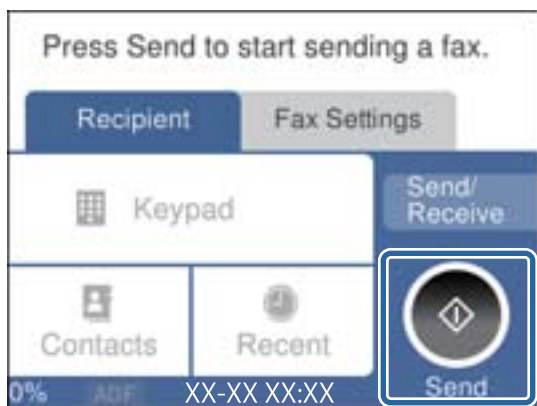 Press Send to start sending a fax.
Recipient
Fax Settings
Keypad
Send/
Receive
Contacts
Recent
Send
0%
ADF
XX-XX XX:XX